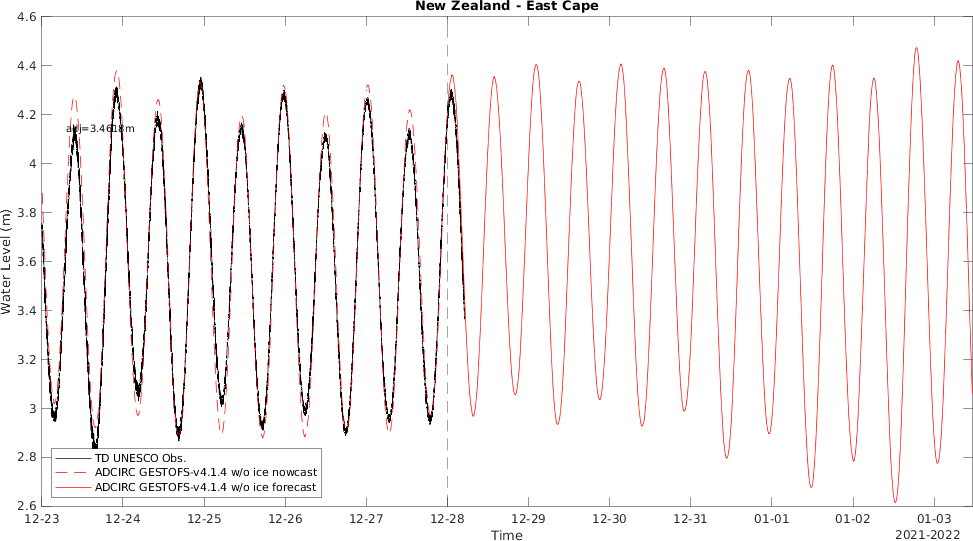 New Zealand - East Cape
4.6
4.4
4.2
4
3.8
3.6
3.4
3.2
3
2.8
2.6
Water Level (m)
adj=3.4618m
TD UNESCO Obs.
ADCIRC GESTOFS-v4.1.4 w/o ice nowcast
ADCIRC GESTOFS-v4.1.4 w/o ice forecast
12-23 12-24 12-25 12-26 12-27 12-28 12-29 12-30 12-31 01-01 01-02 01-03
Time
2021-2022